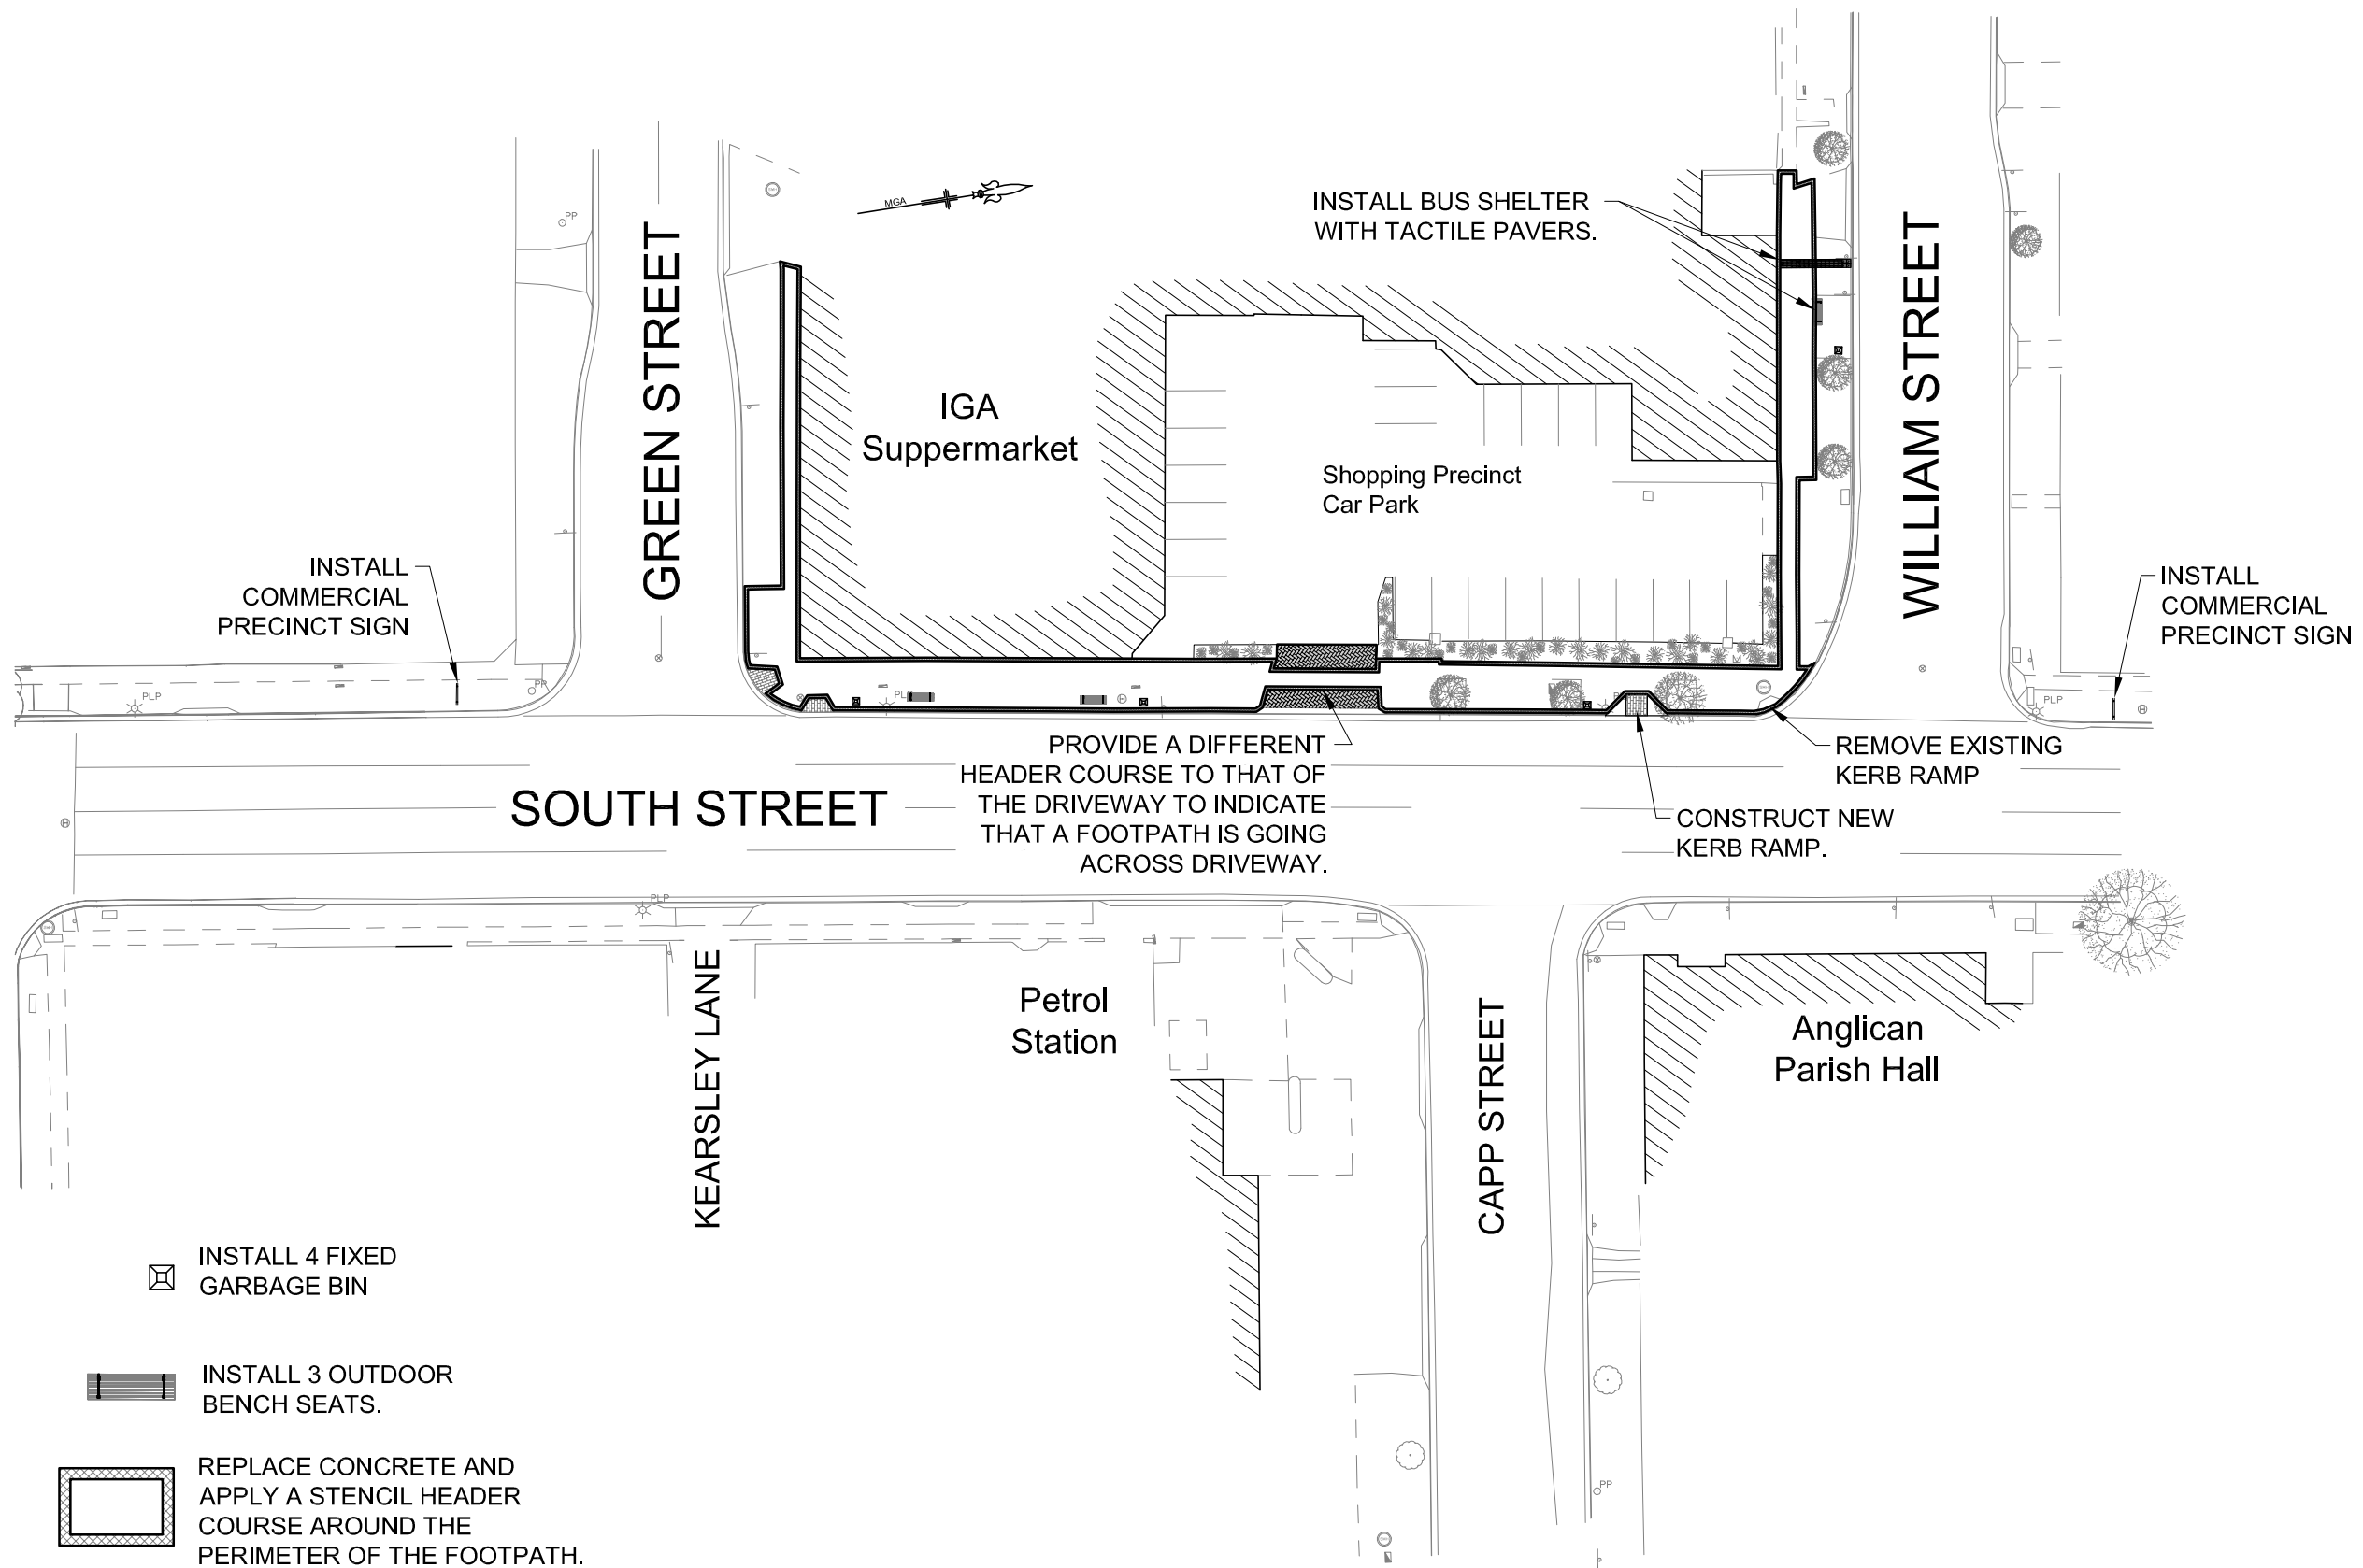 MGA
INSTALL BUS SHELTER
WITH TACTILE PAVERS.
PP
GREEN STREET
WILLIAM STREET
IGA
Suppermarket
Shopping Precinct
Car Park
INSTALL
COMMERCIAL
PRECINCT SIGN
INSTALL
COMMERCIAL
PRECINCT SIGN
PP
PLP
PLP
PROVIDE A DIFFERENT
HEADER COURSE TO THAT OF
THE DRIVEWAY TO INDICATE
THAT A FOOTPATH IS GOING
ACROSS DRIVEWAY.
REMOVE EXISTING
KERB RAMP
CONSTRUCT NEW
KERB RAMP.
SOUTH STREET
PLP
KEARSLEY LANE
Petrol
Station
CAPP STREET
Anglican
Parish Hall
PP
INSTALL 4 FIXED
GARBAGE BIN
INSTALL 3 OUTDOOR
BENCH SEATS.
REPLACE CONCRETE AND
APPLY A STENCIL HEADER
COURSE AROUND THE
PERIMETER OF THE FOOTPATH.